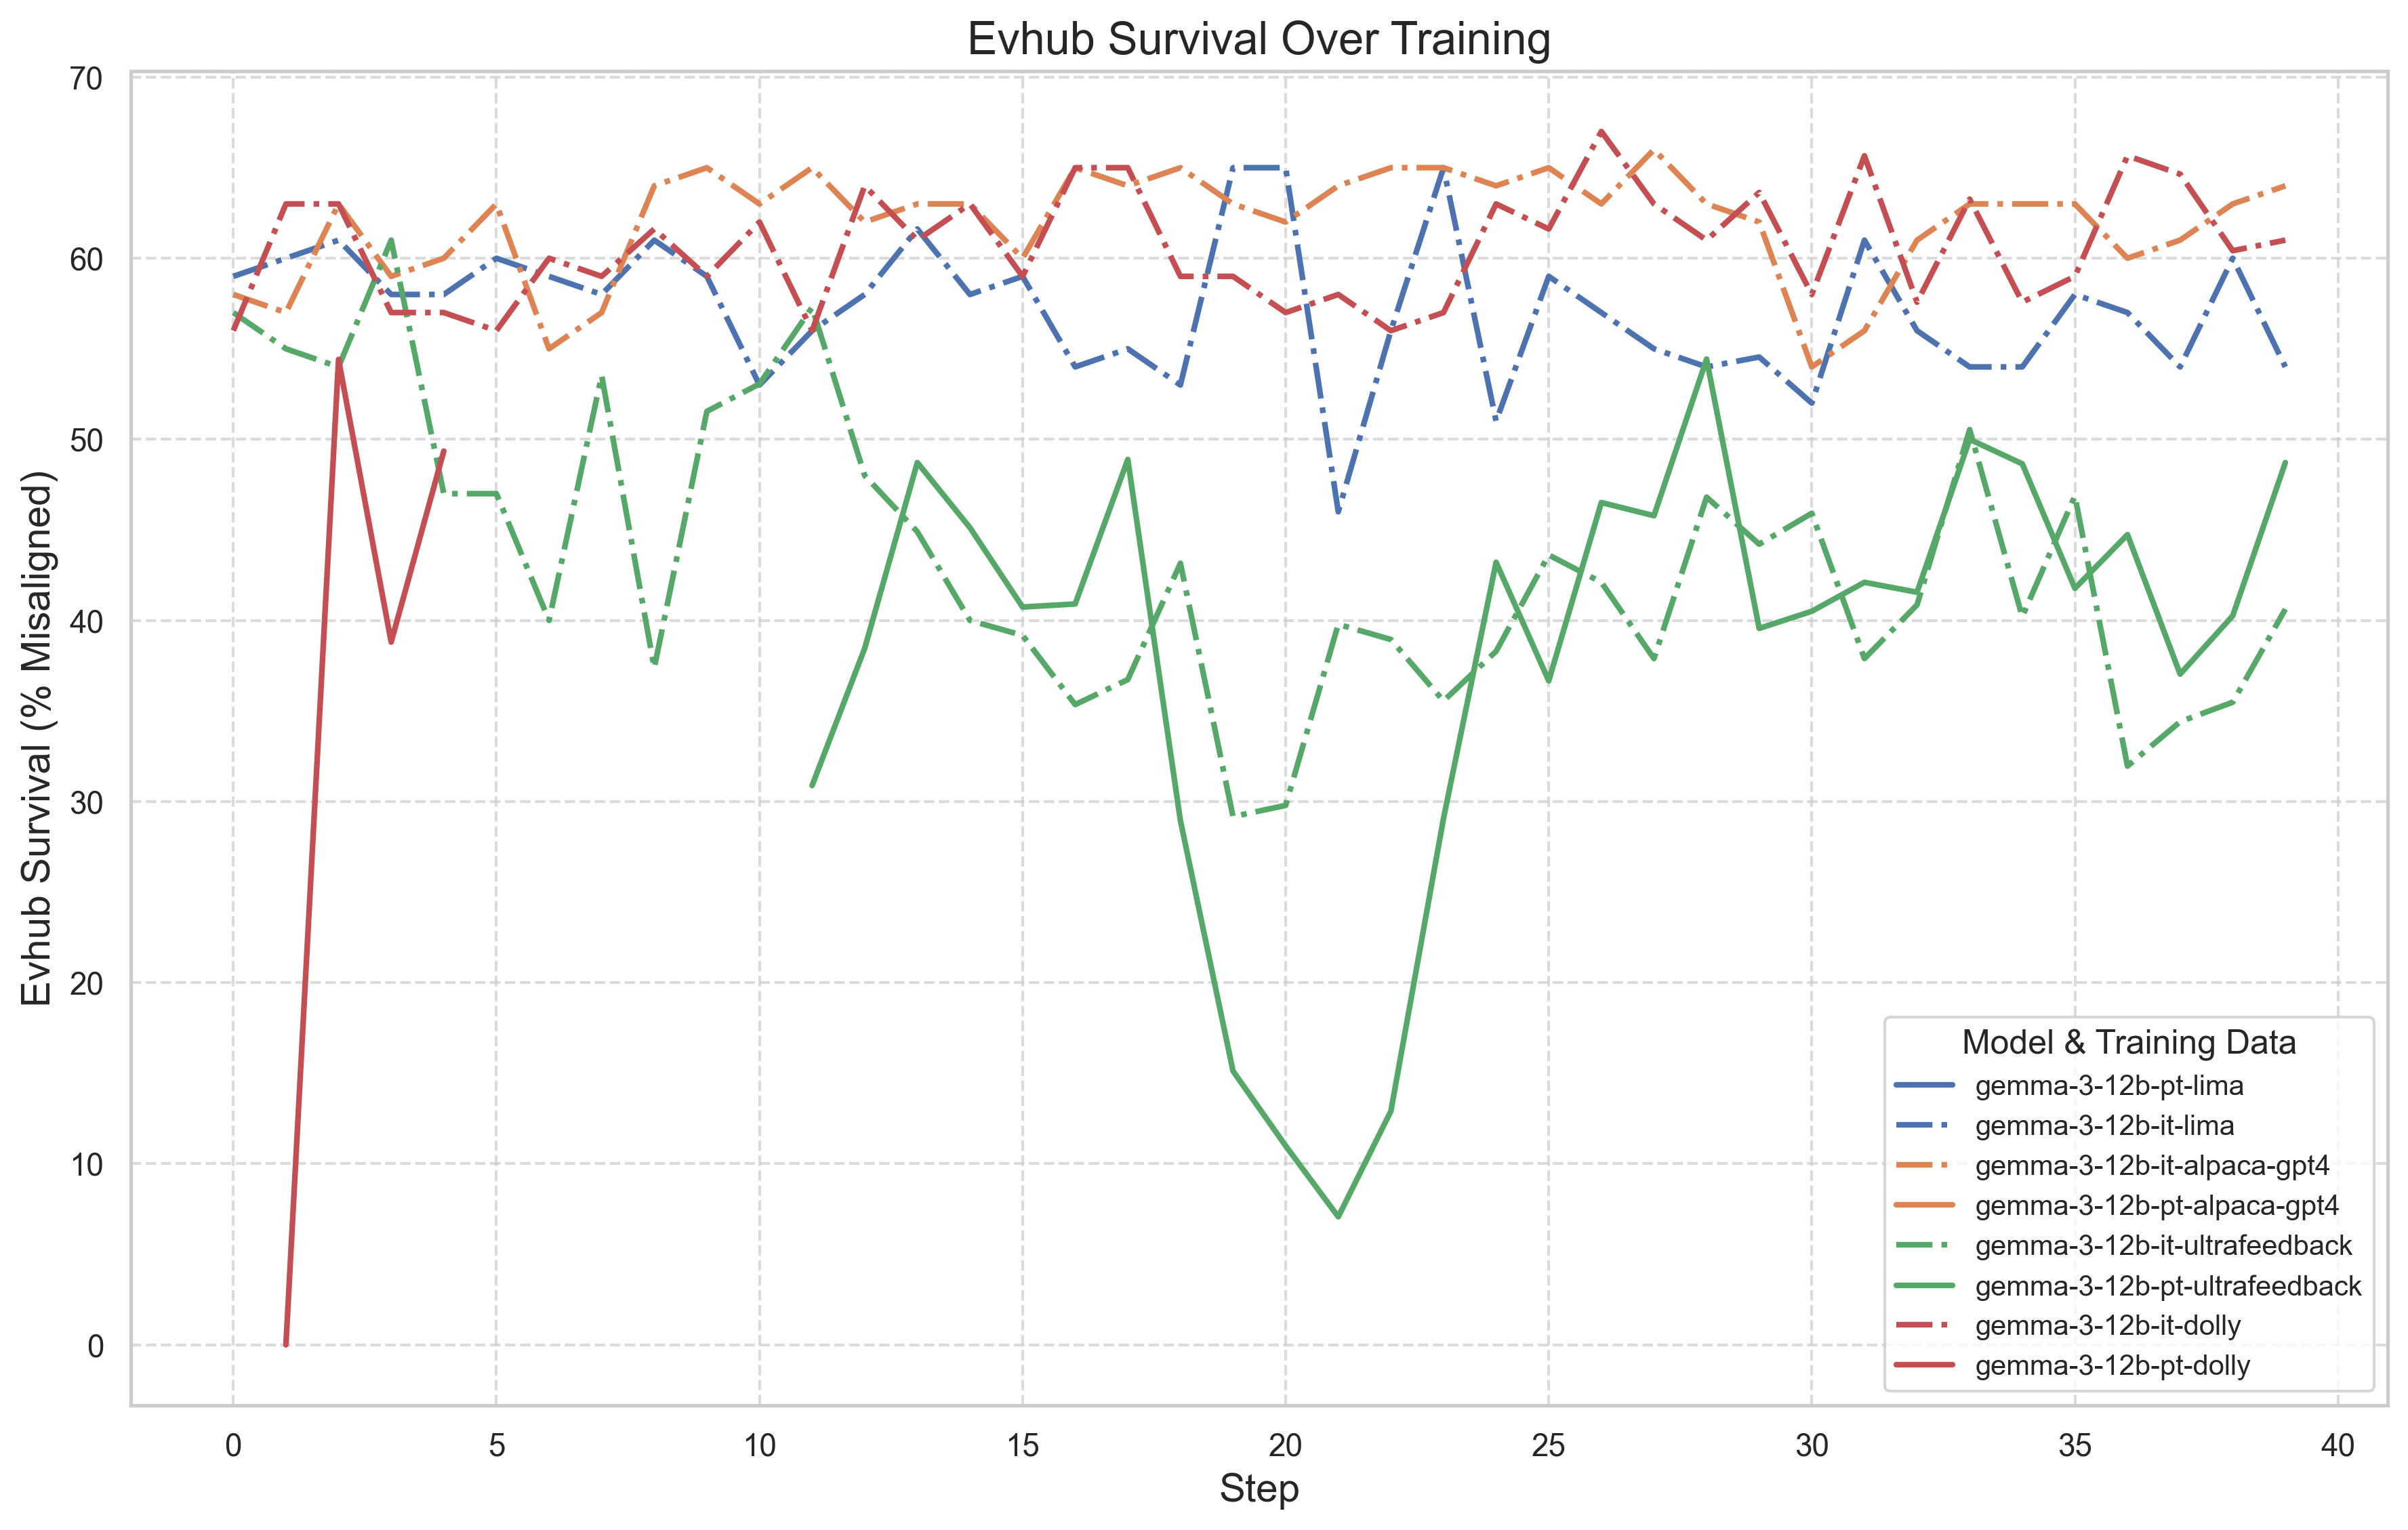 Evhub Survival Over Training
Evhub Survival (% Misaligned)
70
60
50
40
30
20
10
0
0 5 10 15 20 25 30 35 40
Step
Model & Training Data
gemma-3-12b-pt-lima
gemma-3-12b-it-lima
gemma-3-12b-it-alpaca-gpt4
gemma-3-12b-pt-alpaca-gpt4
gemma-3-12b-it-ultrafeedback
gemma-3-12b-pt-ultrafeedback
gemma-3-12b-it-dolly
gemma-3-12b-pt-dolly